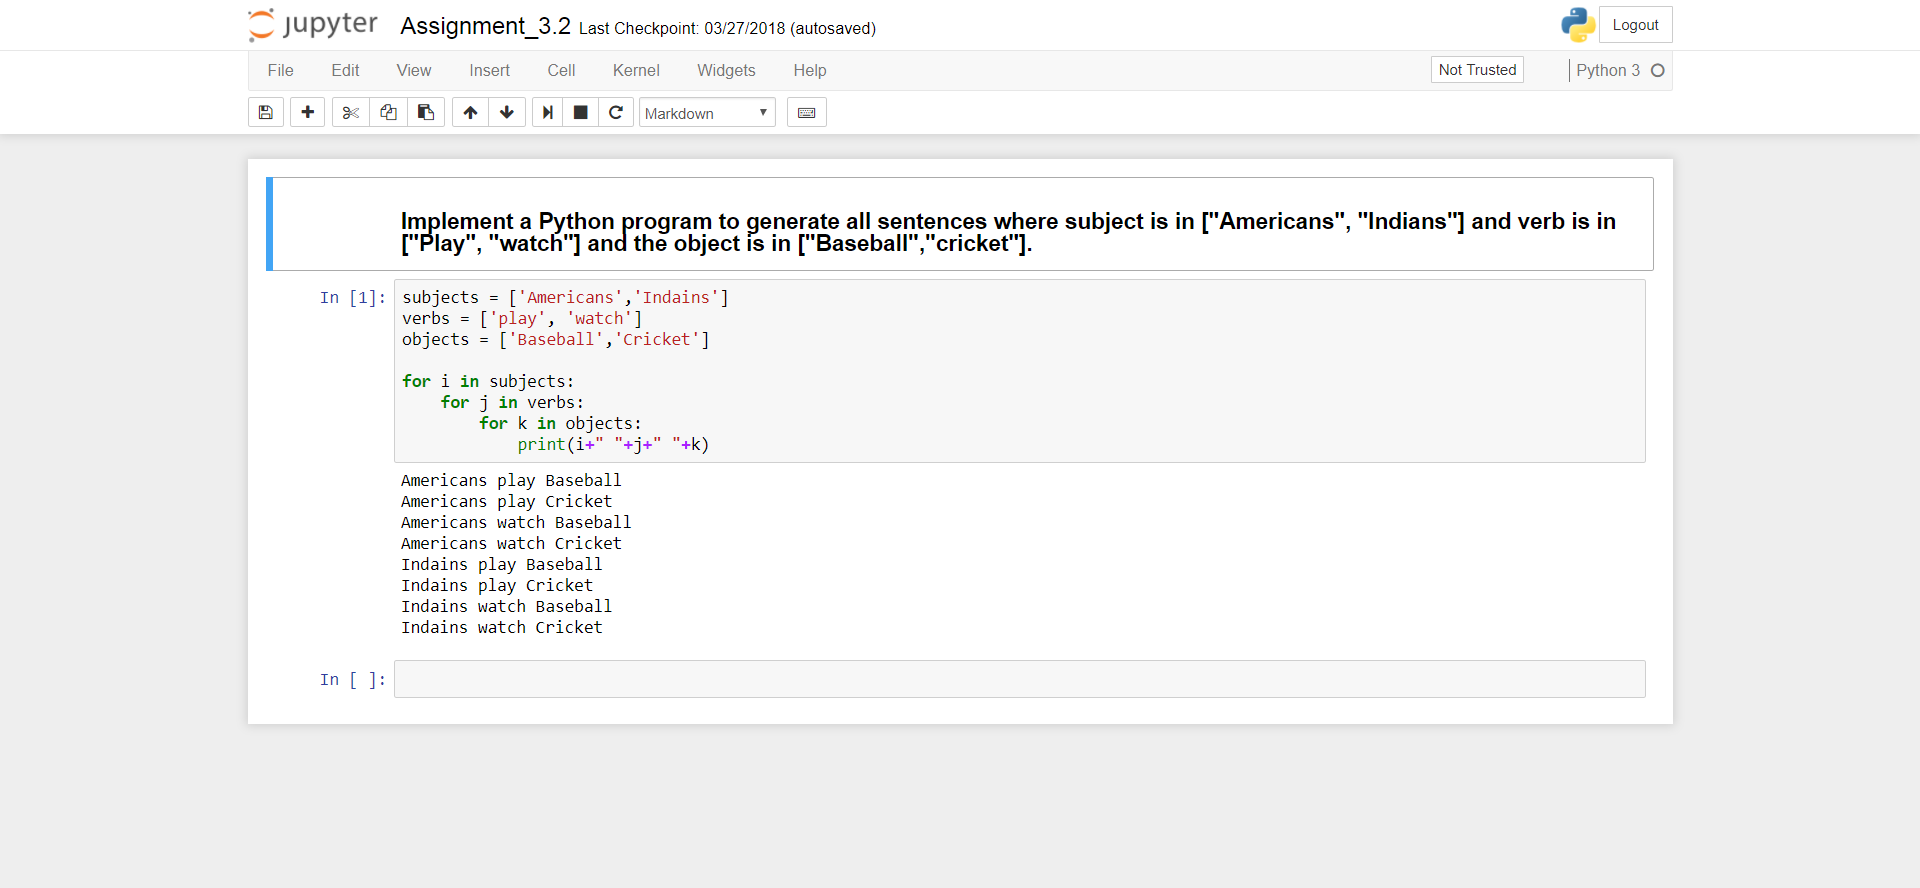 jupyter Assignment_3.2 Last Checkpoint: 03/27/2018 (autosaved) Logout
File Edit View Insert Cell Kernel Widgets Help Not Trusted Python 3
Markdown
Implement a Python program to generate all sentences where subject is in ["Americans", "Indians"] and verb is in
["Play", "watch"] and the object is in ["Baseball","cricket"].
In [1]: subjects = ['Americans','Indains']
verbs = ['play', 'watch']
objects = ['Baseball','Cricket']
for i in subjects:
    for j in verbs:
        for k in objects:
            print(i+" "+j+" "+k)
Americans play Baseball
Americans play Cricket
Americans watch Baseball
Americans watch Cricket
Indains play Baseball
Indains play Cricket
Indains watch Baseball
Indains watch Cricket
In [ ]: